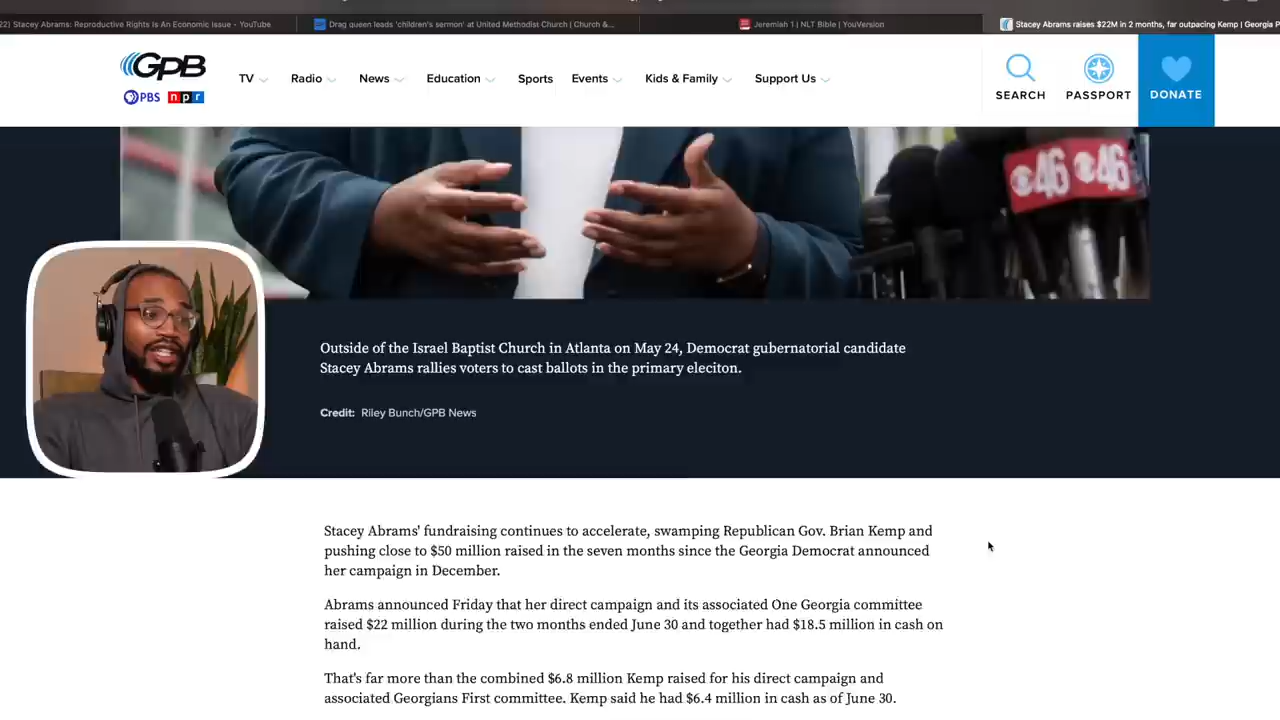 22) Stacey Abrams: Reproductive Rights Is An Economic Issue - YouTube
Drag queen leads 'children's sermon' at United Methodist Church | Church &...
Jeremiah 1 | NLT Bible | YouVersion
Stacey Abrams raises $22M in 2 months, far outpacing Kemp | Georgia P
GPB
PBS
npr
TV
Radio
News
Education
Sports
Events
Kids & Family
Support Us
SEARCH
PASSPORT
DONATE
46 46
Outside of the Israel Baptist Church in Atlanta on May 24, Democrat gubernatorial candidate
Stacey Abrams rallies voters to cast ballots in the primary eleciton.
Credit: Riley Bunch/GPB News
Stacey Abrams' fundraising continues to accelerate, swamping Republican Gov. Brian Kemp and
pushing close to $50 million raised in the seven months since the Georgia Democrat announced
her campaign in December.
Abrams announced Friday that her direct campaign and its associated One Georgia committee
raised $22 million during the two months ended June 30 and together had $18.5 million in cash on
hand.
That's far more than the combined $6.8 million Kemp raised for his direct campaign and
associated Georgians First committee. Kemp said he had $6.4 million in cash as of June 30.